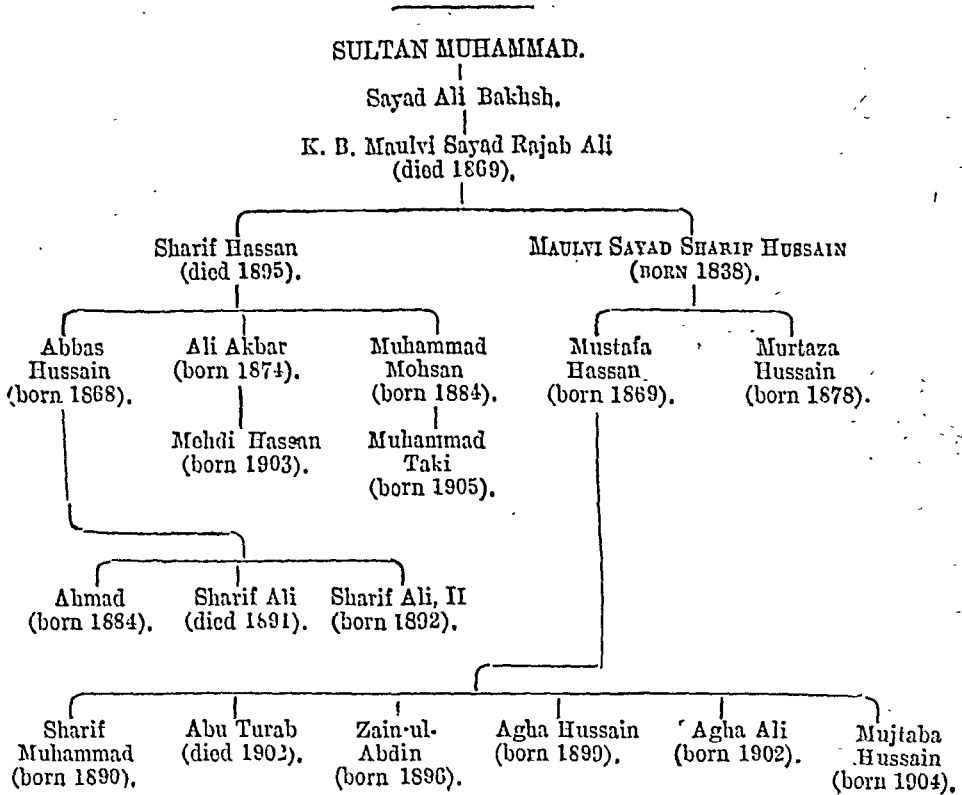 SULTAN MUHAMMAD.
Sayad Ali Bakhsh.
K. B. Maulvi Sayad Rajab Ali
(died 1869).
Sharif Hassan
(died 1895).
MAULVI SAYAD SHARIF HUSSAIN
(BORN 1838).
Abbas
Hussain
(born 1868).
Ali Akbar
(born 1874).
Muhammad
Mohsan
(born 1884).
Mustafa
Hassan
(born 1869).
Murtaza
Hussain
(born 1878).
Mehdi Hassan
(born 1903).
Muhammad
Taki
(born 1905).
Ahmad
(born 1884).
Sharif Ali
(died 1891).
Sharif Ali, II
(born 1892).
Sharif
Muhammad
(born 1890).
Abu Turab
(died 1902).
Zain-ul-
Abdin
(born 1896).
Agha Hussain
(born 1899).
Agha Ali
(born 1902).
Mujtaba
Hussain
(born 1904).